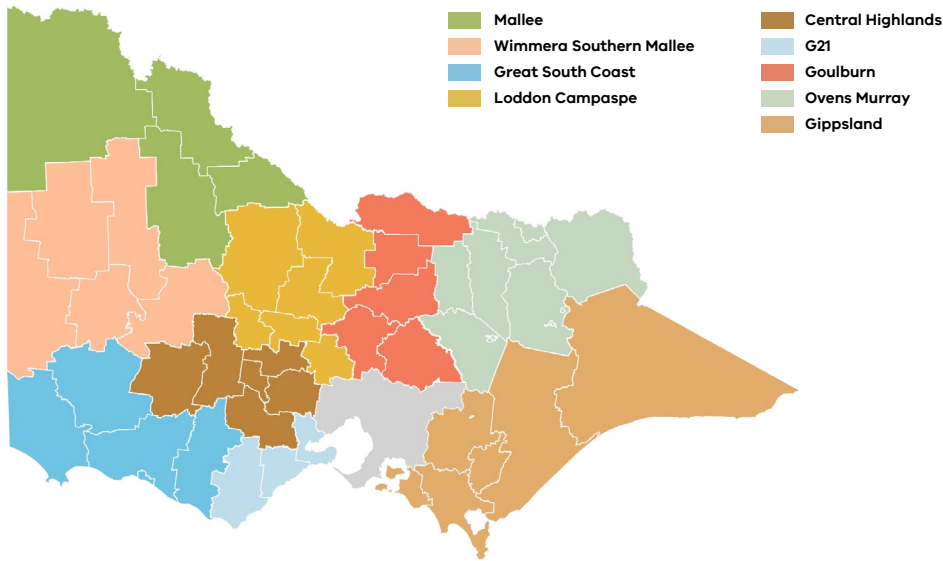 Mallee
Wimmera Southern Mallee
Great South Coast
Loddon Campaspe
Central Highlands
G21
Goulburn
Ovens Murray
Gippsland